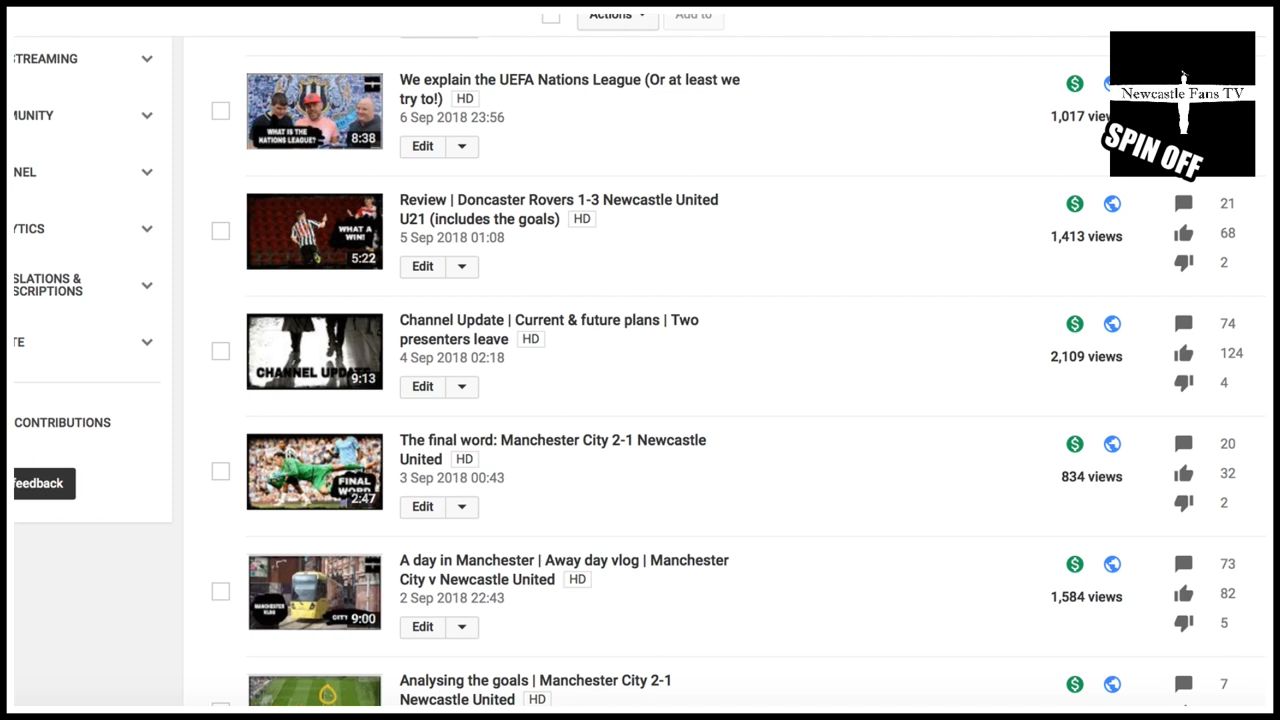 Actions
Add to
STREAMING
MUNITY
NEL
YTICS
SLATIONS &
SCRIPTIONS
TE
CONTRIBUTIONS
feedback
WHAT IS THE
NATIONS LEAGUE?
8:38
We explain the UEFA Nations League (Or at least we
try to!) HD
6 Sep 2018 23:56
Edit
1,017 view
Newcastle Fans TV
SPIN OFF
WHAT A
WIN!
5:22
Review | Doncaster Rovers 1-3 Newcastle United
U21 (includes the goals) HD
5 Sep 2018 01:08
Edit
1,413 views
21
68
2
CHANNEL UPDATE
9:13
Channel Update | Current & future plans | Two
presenters leave HD
4 Sep 2018 02:18
Edit
2,109 views
74
124
4
FINAL
WORD
2:47
The final word: Manchester City 2-1 Newcastle
United HD
3 Sep 2018 00:43
Edit
834 views
20
32
2
MANCHESTER
VLOG
CITY
9:00
A day in Manchester | Away day vlog | Manchester
City v Newcastle United HD
2 Sep 2018 22:43
Edit
1,584 views
73
82
5
Analysing the goals | Manchester City 2-1
Newcastle United HD
7